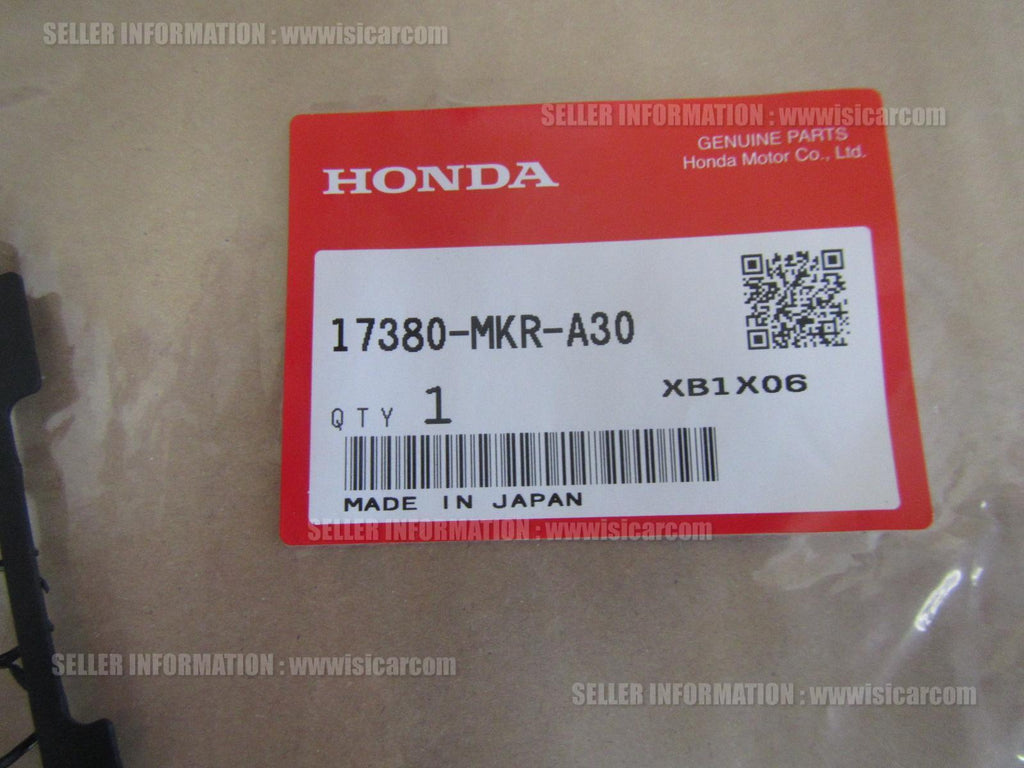 SELLER INFORMATION : wwwisicarcom
SELLER INFORMATION : wwwisicarcom
GENUINE PARTS
Honda Motor Co., Ltd.
HONDA
17380-MKR-A30
XB1X06
QTY 1
MADE IN JAPAN
SELLER INFORMATION : wwwisicarcom
SELLER INFORMATION : wwwisicarcom
SELLER INFORMATION : wwwisicarcom